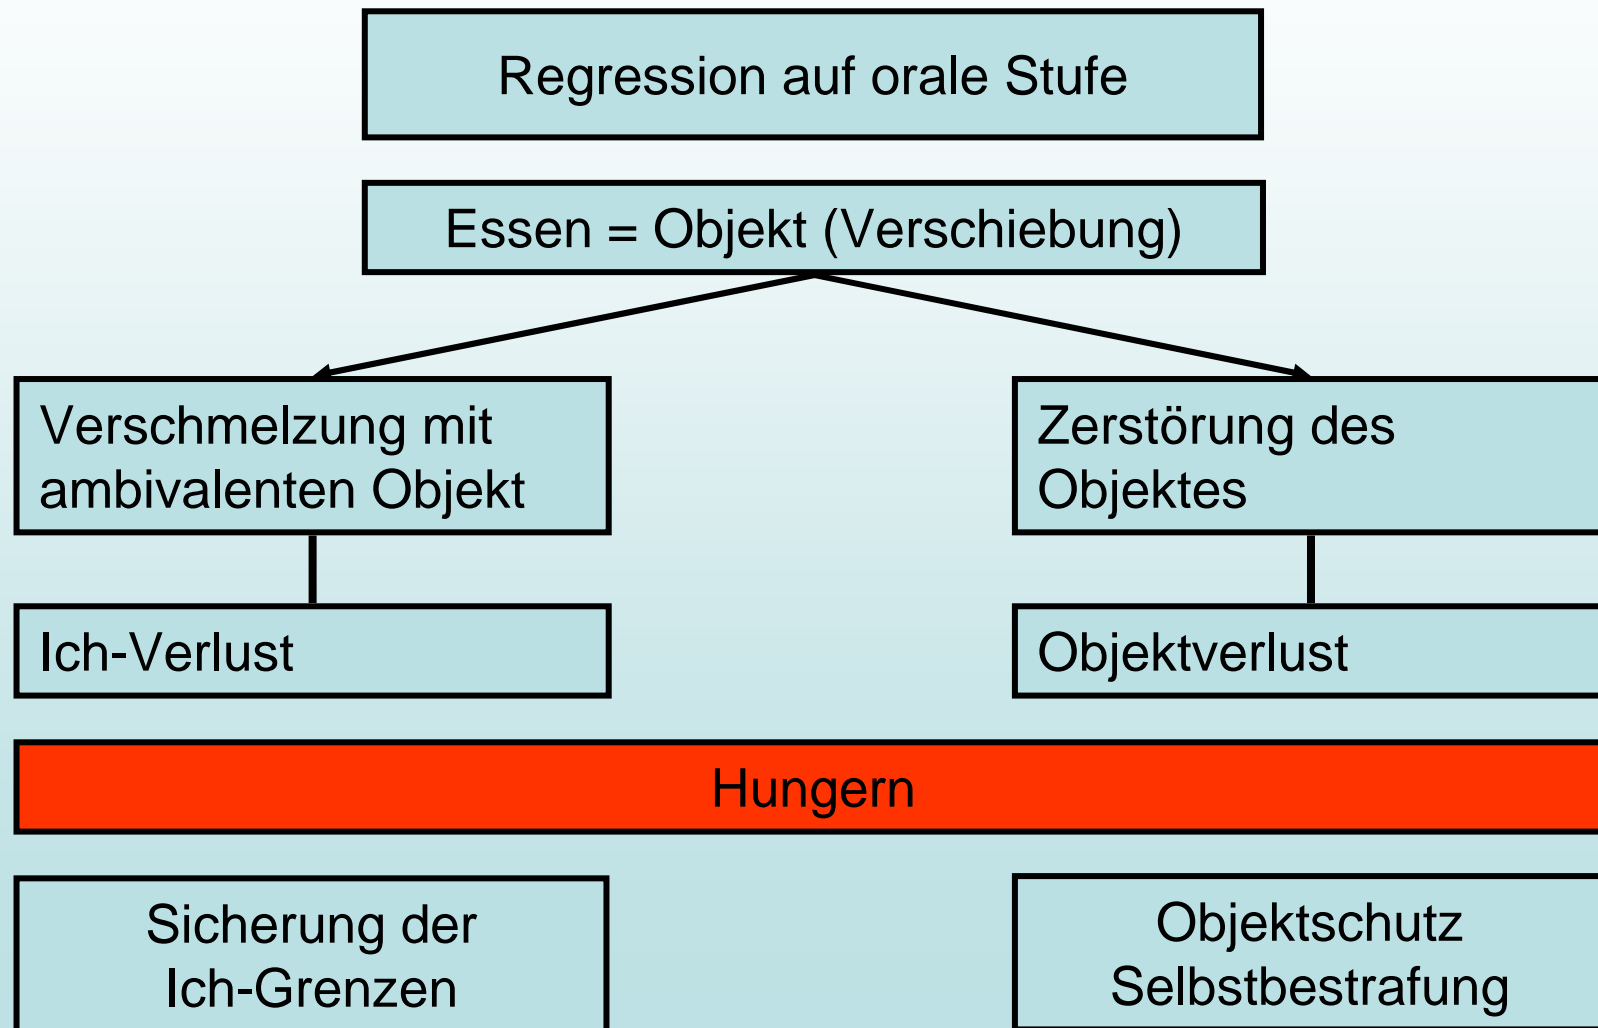 Regression auf orale Stufe
Essen = Objekt (Verschiebung)
Verschmelzung mit
ambivalenten Objekt
Zerstörung des
Objektes
Ich-Verlust
Objektverlust
Hungern
Sicherung der
Ich-Grenzen
Objektschutz
Selbstbestrafung